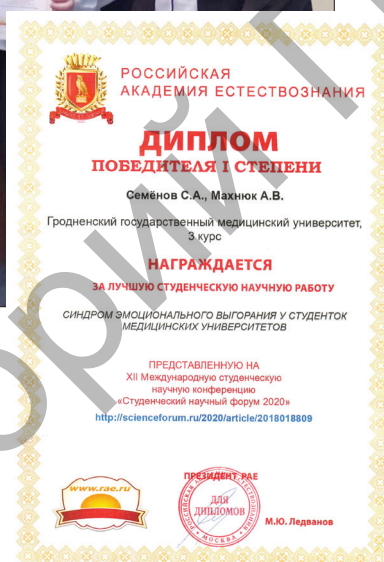 РОССИЙСКАЯ
АКАДЕМИЯ ЕСТЕСТВОЗНАНИЯ
ДИПЛОМ
ПОБЕДИТЕЛЯ I СТЕПЕНИ
Семёнов С.А., Махнюк А.В.
Гродненский государственный медицинский университет,
3 курс
НАГРАЖДАЕТСЯ
ЗА ЛУЧШУЮ СТУДЕНЧЕСКУЮ НАУЧНУЮ РАБОТУ
СИНДРОМ ЭМОЦИОНАЛЬНОГО ВЫГОРАНИЯ У СТУДЕНТОК
МЕДИЦИНСКИХ УНИВЕРСИТЕТОВ
ПРЕДСТАВЛЕННУЮ НА
XII Международную студенческую
научную конференцию
«Студенческий научный форум 2020»
http://scienceforum.ru/2020/article/2018018809
www.rae.ru
ПРЕЗИДЕНТ РАЕ
ДЛЯ
ДИПЛОМОВ
МОСКВА
М.Ю. Ледванов